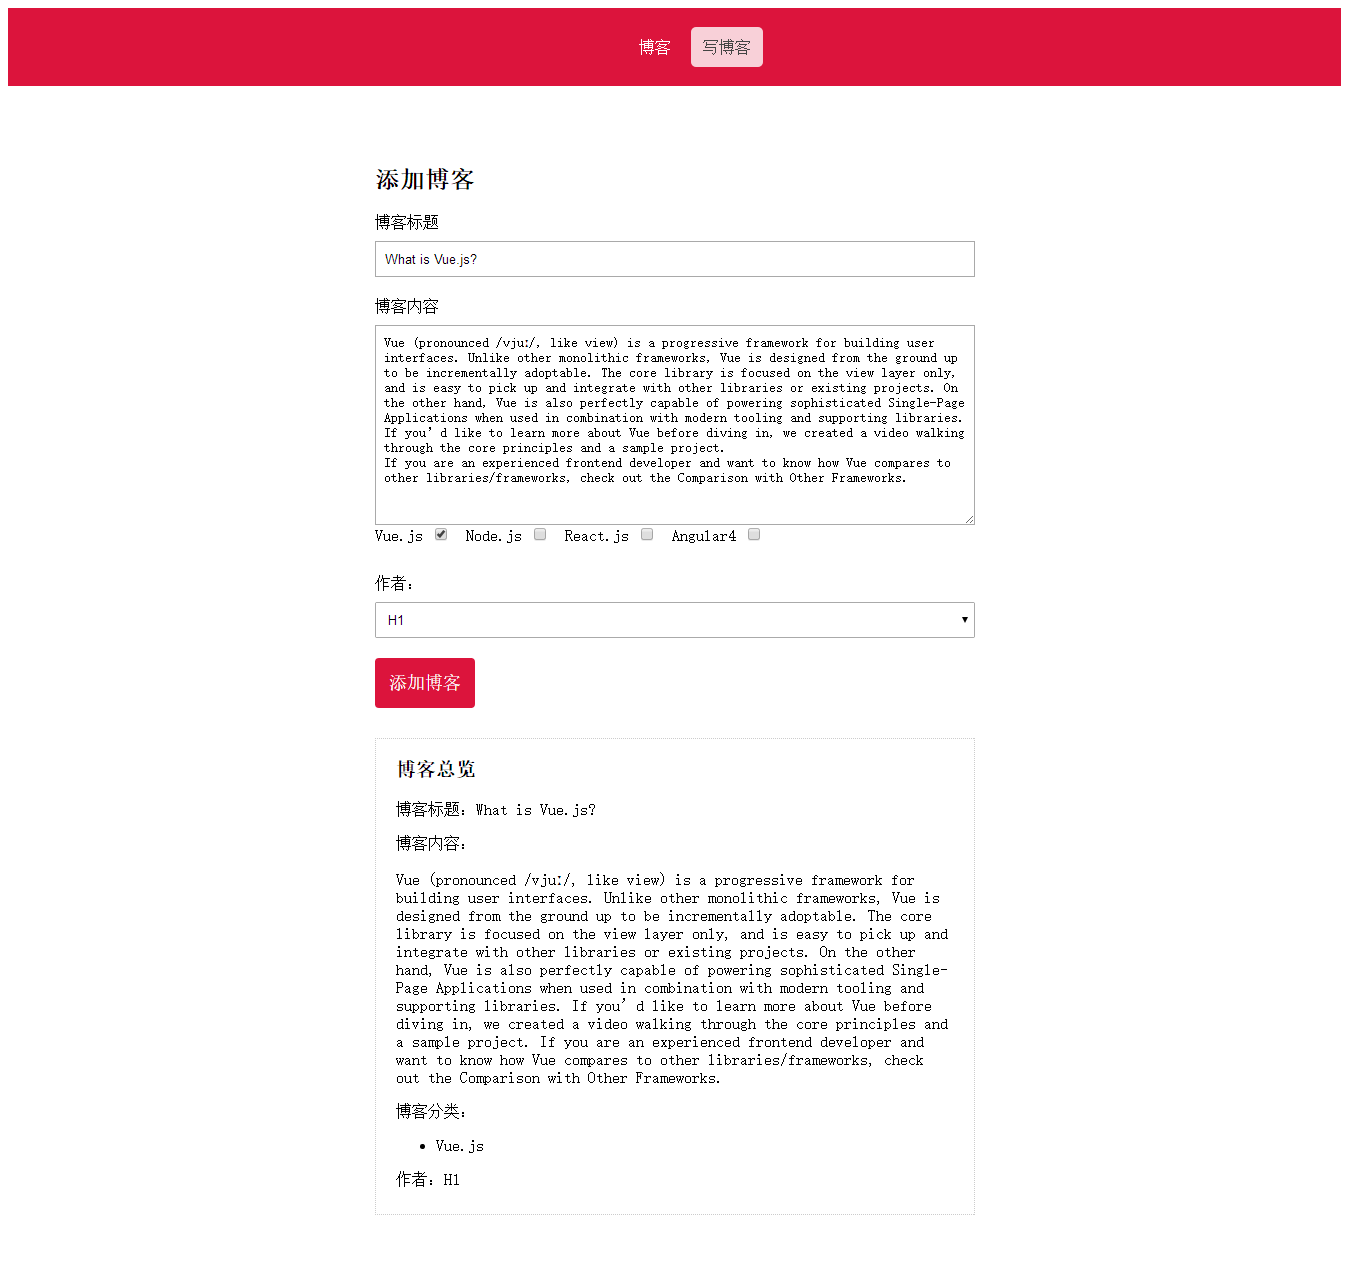 博客 写博客
添加博客
博客标题
What is Vue.js?
博客内容
Vue (pronounced /vjuː/, like view) is a progressive framework for building user
interfaces. Unlike other monolithic frameworks, Vue is designed from the ground up
to be incrementally adoptable. The core library is focused on the view layer only,
and is easy to pick up and integrate with other libraries or existing projects. On
the other hand, Vue is also perfectly capable of powering sophisticated Single-Page
Applications when used in combination with modern tooling and supporting libraries.
If you’d like to learn more about Vue before diving in, we created a video walking
through the core principles and a sample project.
If you are an experienced frontend developer and want to know how Vue compares to
other libraries/frameworks, check out the Comparison with Other Frameworks.
Vue.js Node.js React.js Angular4
作者:
H1
添加博客
博客总览
博客标题: What is Vue.js?
博客内容:
Vue (pronounced /vjuː/, like view) is a progressive framework for
building user interfaces. Unlike other monolithic frameworks, Vue is
designed from the ground up to be incrementally adoptable. The core
library is focused on the view layer only, and is easy to pick up and
integrate with other libraries or existing projects. On the other
hand, Vue is also perfectly capable of powering sophisticated Single-
Page Applications when used in combination with modern tooling and
supporting libraries. If you’d like to learn more about Vue before
diving in, we created a video walking through the core principles and
a sample project. If you are an experienced frontend developer and
want to know how Vue compares to other libraries/frameworks, check
out the Comparison with Other Frameworks.
博客分类:
• Vue.js
作者: H1